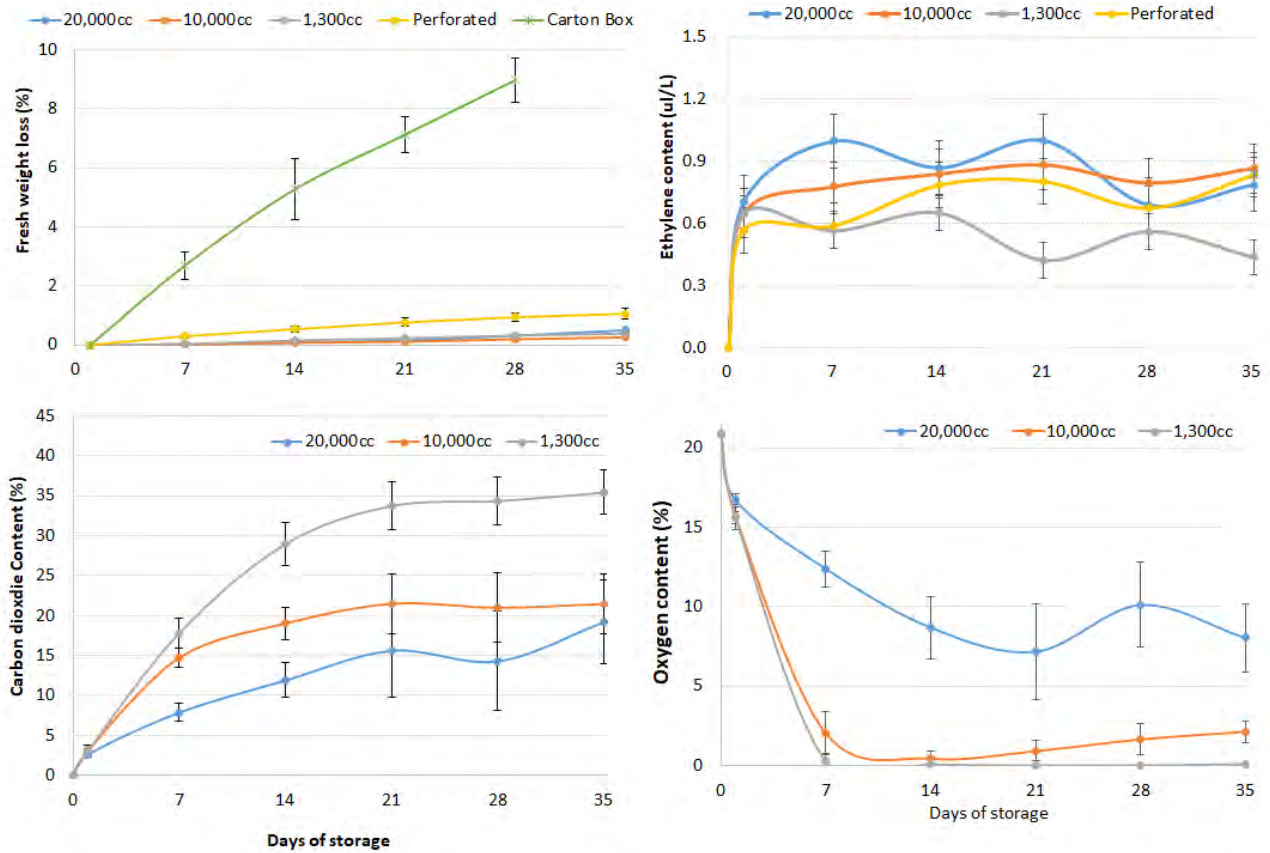 20,000cc 10,000cc 1,300cc Perforated Carton Box
Fresh weight loss (%)
10
8
6
4
2
0
7 14 21 28 35
20,000cc 10,000cc 1,300cc Perforated
Ethylene content (ul/L)
1.5
1.2
0.9
0.6
0.3
0.0
0 7 14 21 28 35
20,000cc 10,000cc 1,300cc
Carbon dioxdie Content (%)
45
40
35
30
25
20
15
10
5
0
0 7 14 21 28 35
Days of storage
20,000cc 10,000cc 1,300cc
Oxygen content (%)
20
15
10
5
0
0 7 14 21 28 35
Days of storage